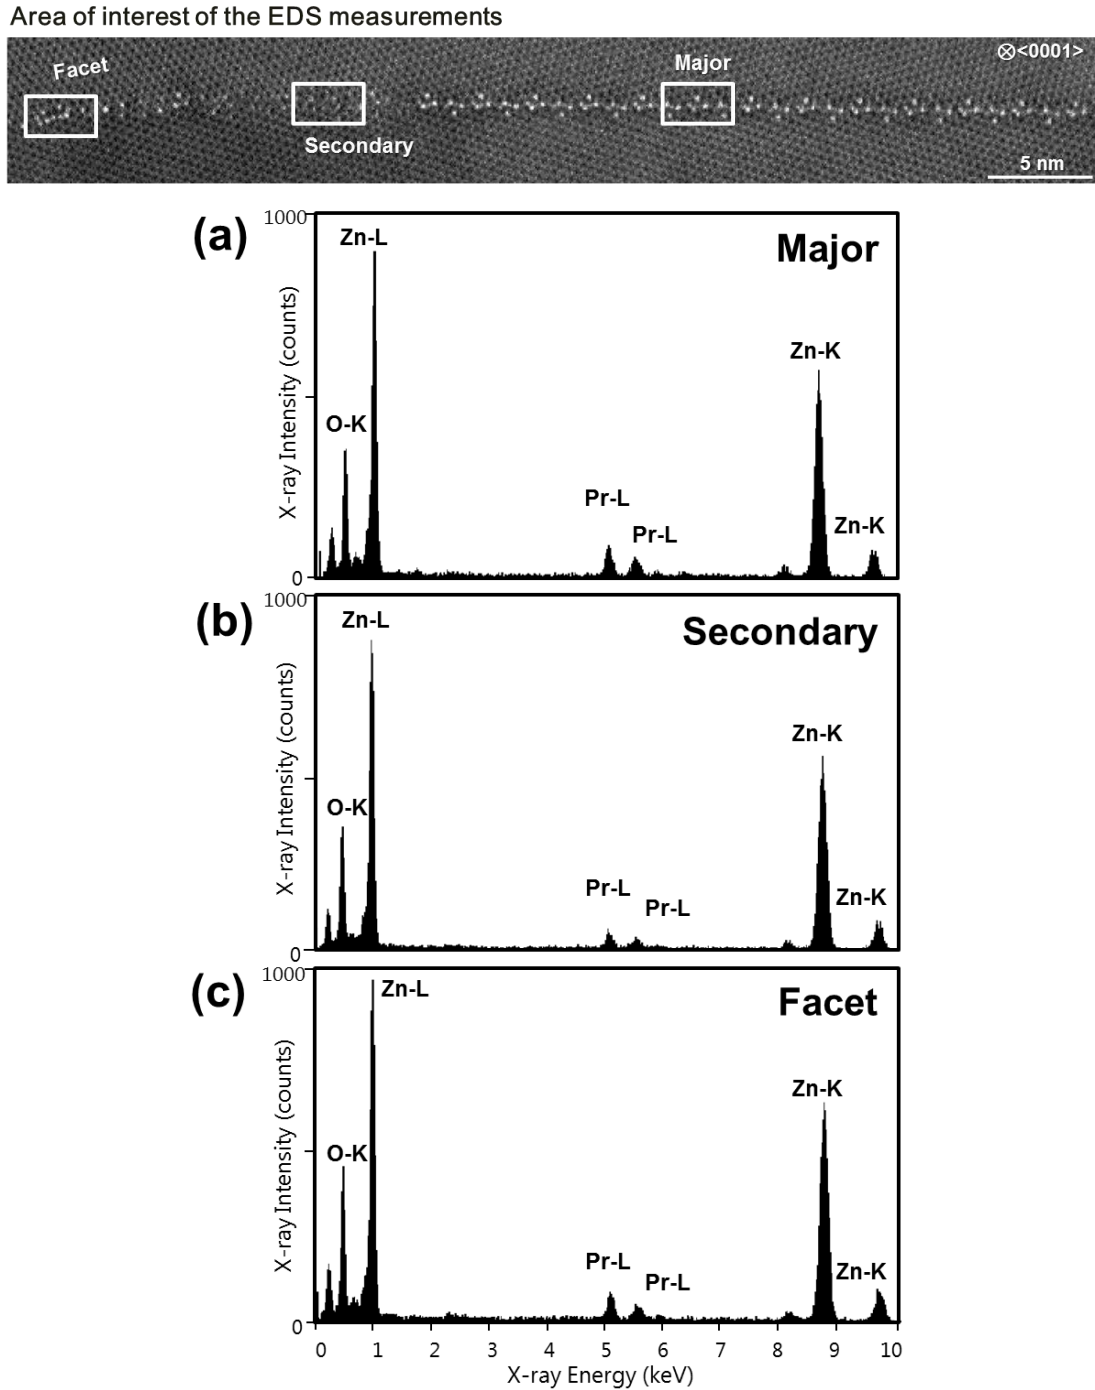 Area of interest of the EDS measurements
Facet
Secondary
Major
⊗<0001>
5 nm
(a)
Major
1000
Zn-L
O-K
Pr-L
Pr-L
Zn-K
Zn-K
X-ray Intensity (counts)
0
(b)
Secondary
1000
Zn-L
O-K
Pr-L
Pr-L
Zn-K
Zn-K
X-ray Intensity (counts)
0
(c)
Facet
1000
Zn-L
O-K
Pr-L
Pr-L
Zn-K
Zn-K
X-ray Intensity (counts)
0
0 1 2 3 4 5 6 7 8 9 10
X-ray Energy (keV)